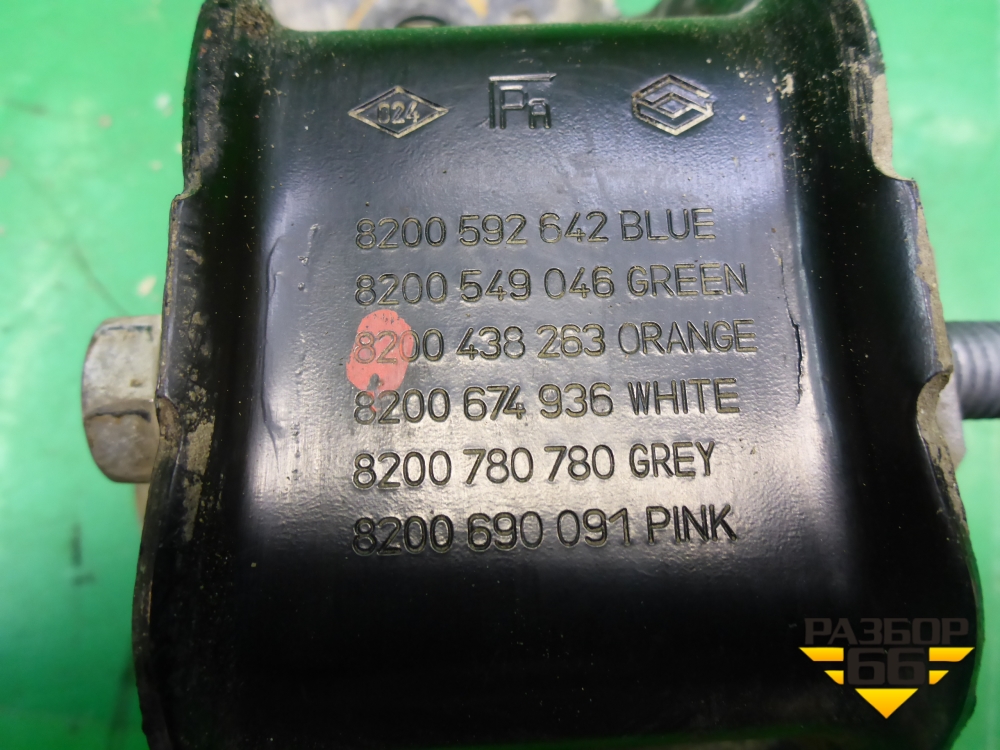 024 FPA
8200 592 642 BLUE
8200 549 046 GREEN
8200 438 263 ORANGE
8200 674 936 WHITE
8200 780 780 GREY
8200 690 091 PINK
РАЗБОР
66